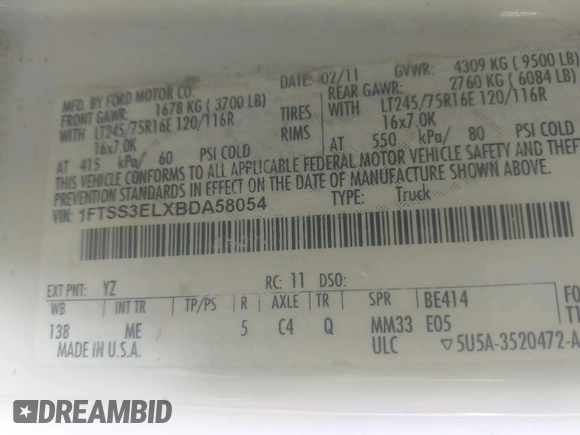 MFD. BY FORD MOTOR CO.
DATE: 02/11 GVWR: 4309 KG ( 9500 LB)
FRONT GAWR: 1678 KG ( 3700 LB)
REAR GAWR: 2760 KG ( 6084 LB)
WITH LT245/75R16E 120/116R TIRES WITH LT245/75R16E 120/116R
16x7.0K RIMS 16x7.0K
AT 415 kPa/ 60 PSI COLD AT 550 kPa/ 80 PSI COLD
THIS VEHICLE CONFORMS TO ALL APPLICABLE FEDERAL MOTOR VEHICLE SAFETY AND
PREVENTION STANDARDS IN EFFECT ON THE DATE OF MANUFACTURE SHOWN ABOVE.
VIN: 1FTSS3ELXBDA58054 TYPE: Truck
EXT PNT: YZ RC: 11 DSO:
WB INT TR TP/PS R AXLE TR SPR BE414
138 ME 5 C4 Q MM33 E05
MADE IN U.S.A. ULC ▽5U5A-3520472-A
DREAMBID